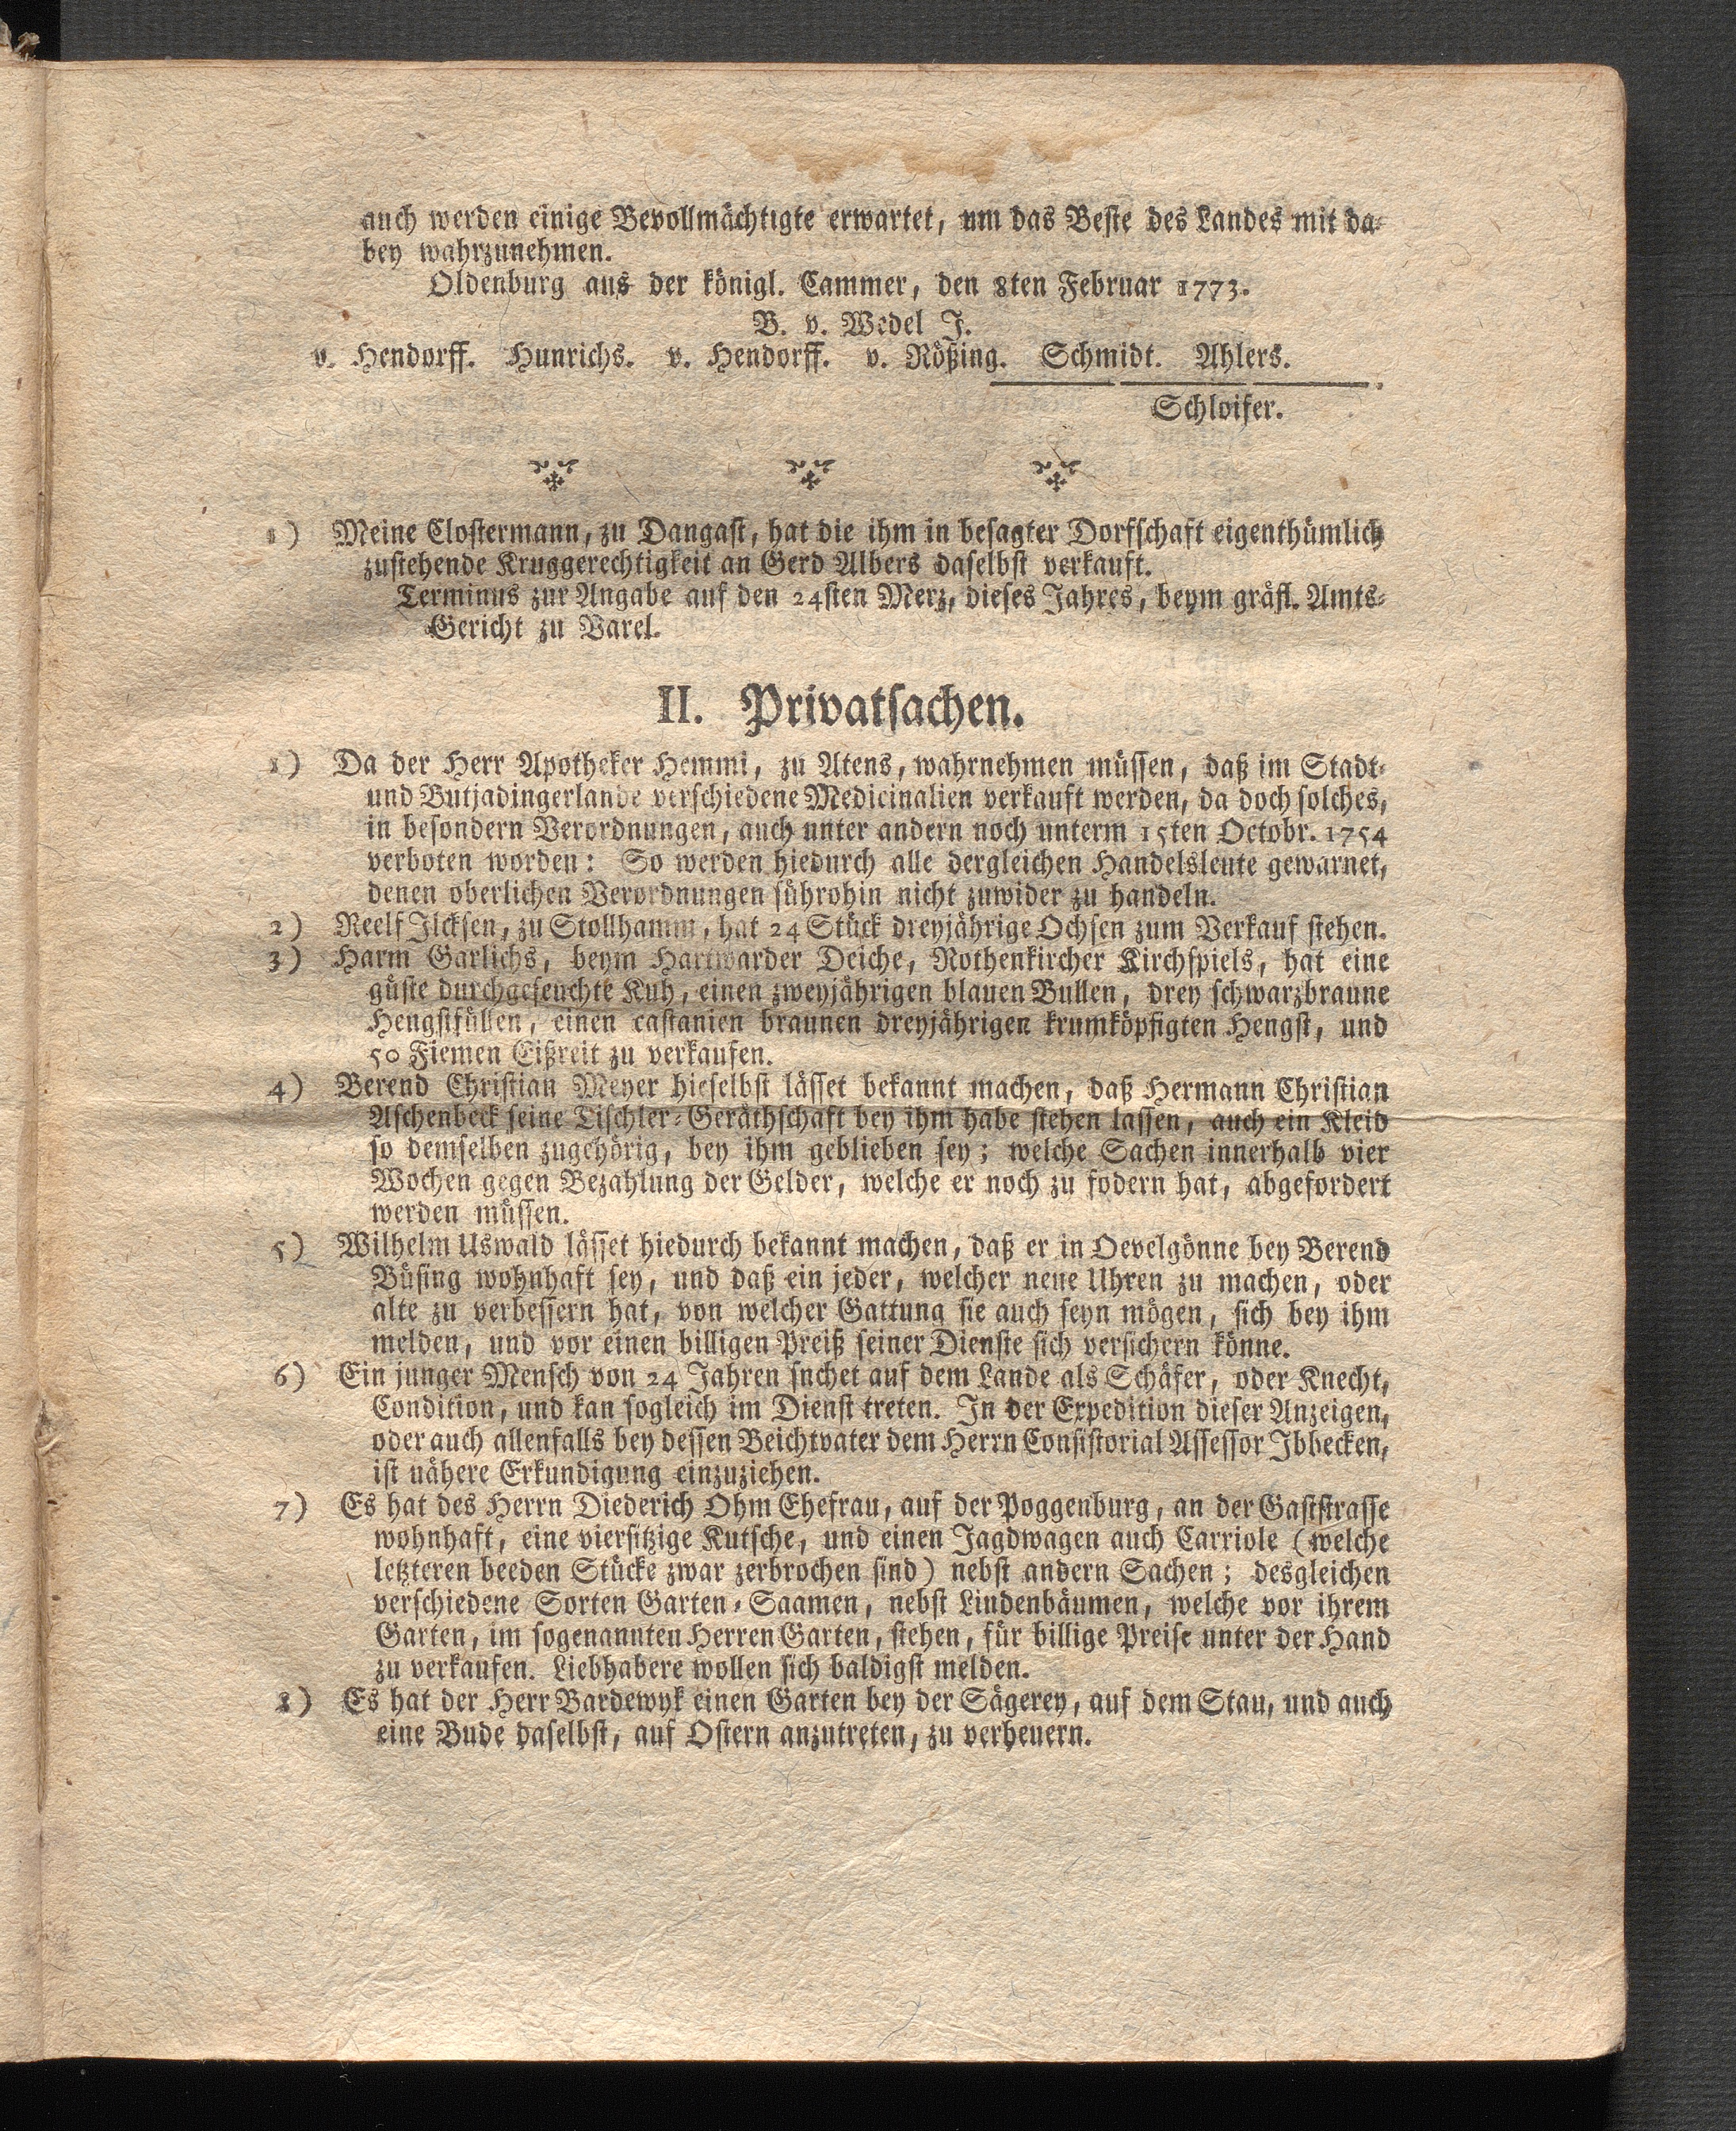 auch werden einige Bevollmächtigte erwartet, um das Beste des Landes mit da-
bey wahrzunehmen.
Oldenburg aus der königl. Cammer, den 8ten Februar 1773.
B. v. Wedel J.
v. Hendorff. Hunrichs. v. Hendorff. v. Rößing. Schmidt. Ahlers.
Schloifer.
1) Meine Clostermann, zu Dangast, hat die ihm in besagter Dorfschaft eigenthümlich
zustehende Kruggerechtigkeit an Gerd Albers daselbst verkauft.
Terminus zur Angabe auf den 24sten Merz, dieses Jahres, beym gräfl. Amts-
Gericht zu Varel.
II. Privatsachen.
1) Da der Herr Apotheker Hemmi, zu Atens, wahrnehmen müssen, daß im Stadt-
und Butjadingerlande verschiedene Medicinalien verkauft werden, da doch solches,
in besondern Verordnungen, auch unter andern noch unterm 15ten Octobr. 1754
verboten worden: So werden hiedurch alle dergleichen Handelsleute gewarnet,
denen oberlichen Verordnungen führohin nicht zuwider zu handeln.
2) Reelf Ilcksen, zu Stollhamm, hat 24 Stück dreyjährige Ochsen zum Verkauf stehen.
3) Harm Garlichs, beym Hartwarder Deiche, Rothenkircher Kirchspiels, hat eine
güste durchgeseuchte Kuh, einen zweyjährigen blauen Bullen, drey schwarzbraune
Hengstfüllen, einen castanien braunen dreyjährigen krumköpfigten Hengst, und
50 Fiemen Eißreit zu verkaufen.
4) Berend Christian Meyer hieselbst lässet bekannt machen, daß Hermann Christian
Aschenbeck seine Tischler-Geräthschaft bey ihm habe stehen lassen, auch ein Kleid
so demselben zugehörig, bey ihm geblieben sey; welche Sachen innerhalb vier
Wochen gegen Bezahlung der Gelder, welche er noch zu fodern hat, abgefordert
werden müssen.
5) Wilhelm Uswald lässet hiedurch bekannt machen, daß er in Oevelgönne bey Berend
Büsing wohnhaft sey, und daß ein jeder, welcher neue Uhren zu machen, oder
alte zu verbessern hat, von welcher Gattung sie auch seyn mögen, sich bey ihm
melden, und vor einen billigen Preiß seiner Dienste sich versichern könne.
6) Ein junger Mensch von 24 Jahren suchet auf dem Lande als Schäfer, oder Knecht,
Condition, und kan sogleich im Dienst treten. In der Expedition dieser Anzeigen,
oder auch allenfalls bey dessen Beichtvater dem Herrn Consistorial Assessor Ibbecken,
ist nähere Erkundigung einzuziehen.
7) Es hat des Herrn Diederich Ohm Ehefrau, auf der Poggenburg, an der Gaststrasse
wohnhaft, eine viersitzige Kutsche, und einen Jagdwagen auch Carriole (welche
letzteren beeden Stücke zwar zerbrochen sind) nebst andern Sachen; desgleichen
verschiedene Sorten Garten-Saamen, nebst Lindenbäumen, welche vor ihrem
Garten, im sogenannten Herren Garten, stehen, für billige Preise unter der Hand
zu verkaufen. Liebhabere wollen sich baldigst melden.
8) Es hat der Herr Bardewyk einen Garten bey der Sägerey, auf dem Stau, und auch
eine Bude daselbst, auf Ostern anzutreten, zu verheuern.